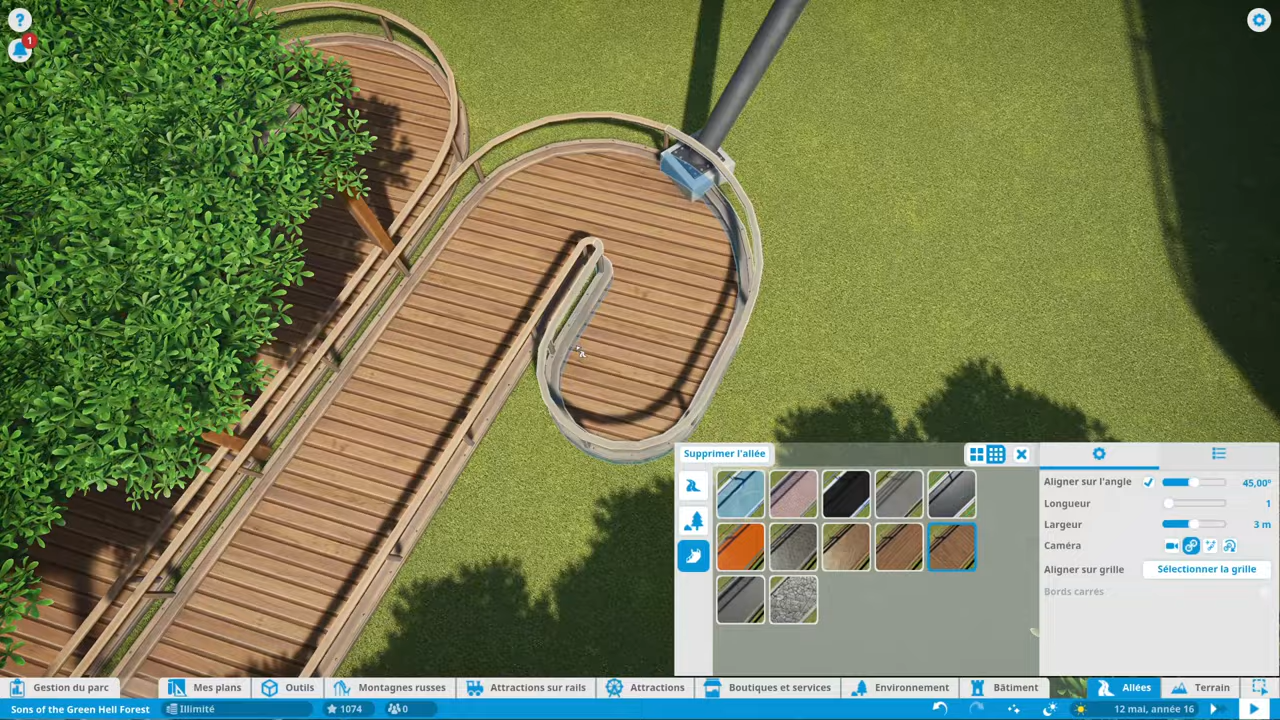 ?
1
Supprimer l'allée
Aligner sur l'angle 45,00°
Longueur 1
Largeur 3 m
Caméra
Aligner sur grille Sélectionner la grille
Bords carrés
Gestion du parc Mes plans Outils Montagnes russes Attractions sur rails Attractions Boutiques et services Environnement Bâtiment Allées Terrain
Sons of the Green Hell Forest Illimité 1074 0 12 mai, année 16